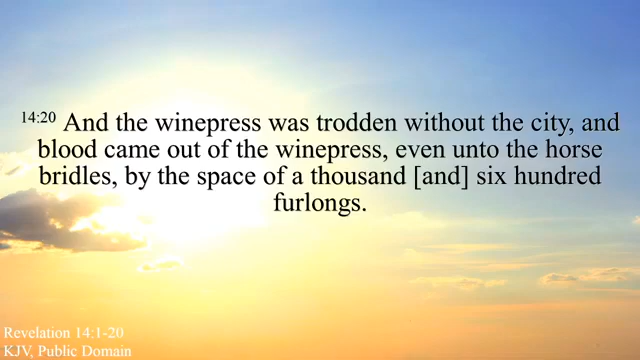 14:20 And the winepress was trodden without the city, and
blood came out of the winepress, even unto the horse
bridles, by the space of a thousand [and] six hundred
furlongs.
Revelation 14:1-20
KJV, Public Domain